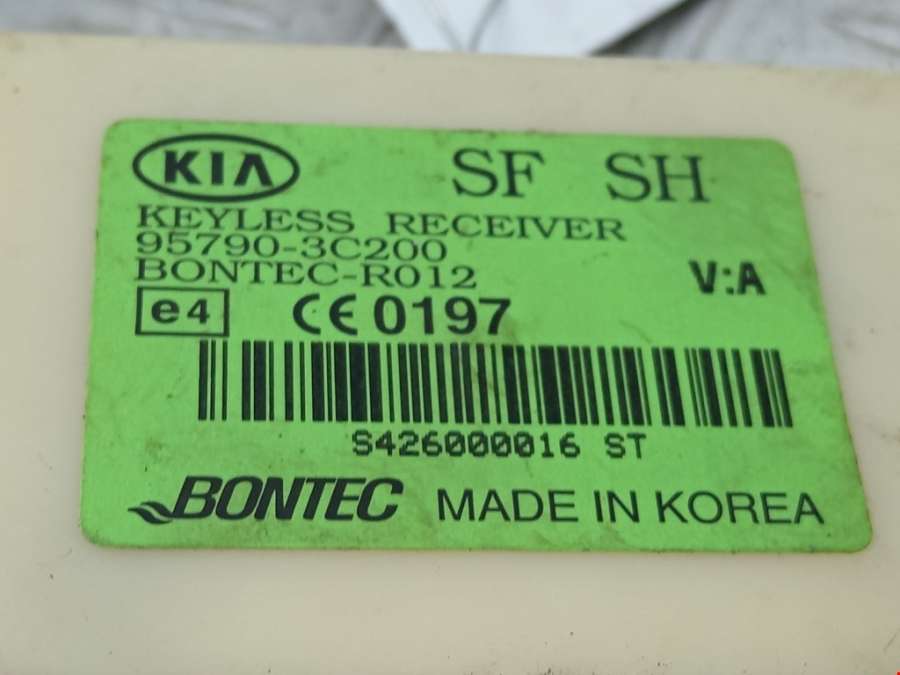 KIA SF SH
KEYLESS RECEIVER
95790-3C200
BONTEC-R012 V:A
e4 CE 0197
S426000016 ST
BONTEC MADE IN KOREA